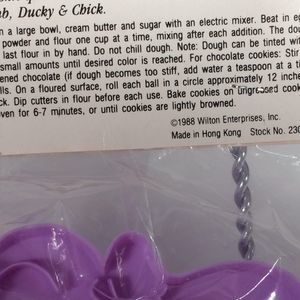 mb, Ducky & Chick.
n a large bowl, cream butter and sugar with an electric mixer. Beat in e
powder and flour one cup at a time, mixing after each addition. The dou
last flour in by hand. Do not chill dough. Note: Dough can be tinted wit
small amounts until desired color is reached. For chocolate cookies: Stir
ened chocolate (if dough becomes too stiff, add water a teaspoon at a ti
lls. On a floured surface, roll each ball in a circle approximately 12 inche
ck. Dip cutters in flour before each use. Bake cookies on ungreased cook
oven for 6-7 minutes, or until cookies are lightly browned.
©1988 Wilton Enterprises, Inc.
Made in Hong Kong Stock No. 230